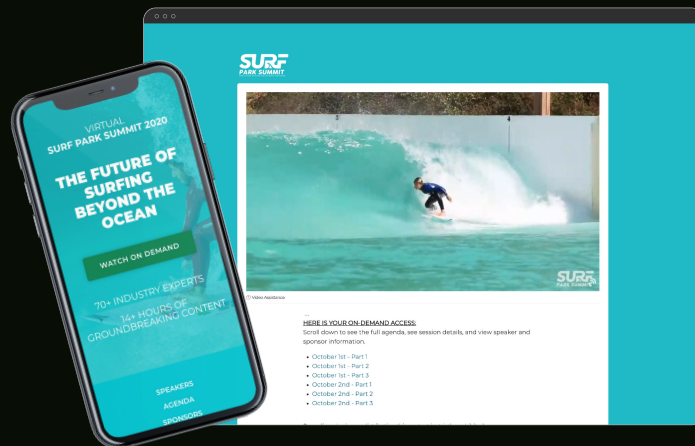 SURF
PARK SUMMIT
VIRTUAL
SURF PARK SUMMIT 2020
THE FUTURE OF
SURFING
BEYOND THE
OCEAN
WATCH ON DEMAND
70+ INDUSTRY EXPERTS
14+ HOURS OF
GROUNDBREAKING CONTENT
SPEAKERS
AGENDA
SPONSORS
SURF
PARK SUMMIT
Video Assistance
...
HERE IS YOUR ON-DEMAND ACCESS:
Scroll down to see the full agenda, see session details, and view speaker and
sponsor information.
• October 1st - Part 1
• October 1st - Part 2
• October 1st - Part 3
• October 2nd - Part 1
• October 2nd - Part 2
• October 2nd - Part 3